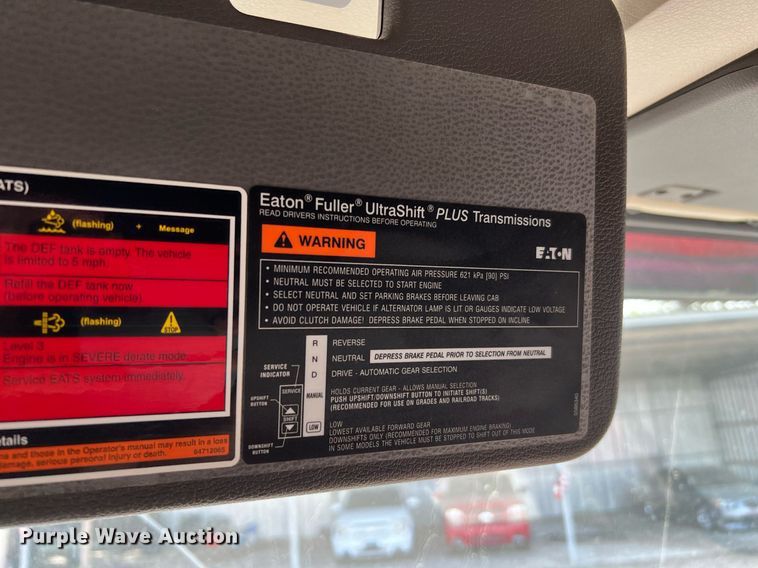 EATS)
(flashing) + Message
The DEF tank is empty. The vehicle
is limited to 5 mph.
Refill the DEF tank now
(before operating vehicle)
(flashing) STOP
Level 3
Engine is in SEVERE derate mode.
Service EATS system immediately.
details
and those in the Operator's manual may result in a loss
damage, serious personal injury or death.
84712065
Eaton® Fuller® UltraShift® PLUS Transmissions
READ DRIVERS INSTRUCTIONS BEFORE OPERATING
WARNING
EATON
• MINIMUM RECOMMENDED OPERATING AIR PRESSURE 621 kPa [90] PSI
• NEUTRAL MUST BE SELECTED TO START ENGINE
• SELECT NEUTRAL AND SET PARKING BRAKES BEFORE LEAVING CAB
• DO NOT OPERATE VEHICLE IF ALTERNATOR LAMP IS LIT OR GAUGES INDICATE LOW VOLTAGE
• AVOID CLUTCH DAMAGE! DEPRESS BRAKE PEDAL WHEN STOPPED ON INCLINE
R REVERSE
N NEUTRAL DEPRESS BRAKE PEDAL PRIOR TO SELECTION FROM NEUTRAL
D DRIVE - AUTOMATIC GEAR SELECTION
SERVICE
INDICATOR
SERVICE
UPSHIFT
BUTTON
SHIFT
DOWNSHIFT
BUTTON
MANUAL
HOLDS CURRENT GEAR - ALLOWS MANUAL SELECTION
PUSH UPSHIFT/DOWNSHIFT BUTTON TO INITIATE SHIFT(S)
(RECOMMENDED FOR USE ON GRADES AND RAILROAD TRACKS)
LOW
LOW
LOWEST AVAILABLE FORWARD GEAR
DOWNSHIFTS ONLY (RECOMMENDED FOR MAXIMUM ENGINE BRAKING)
IN SOME MODELS THE VEHICLE MUST BE STOPPED TO SHIFT OUT OF THIS MODE
Purple Wave Auction